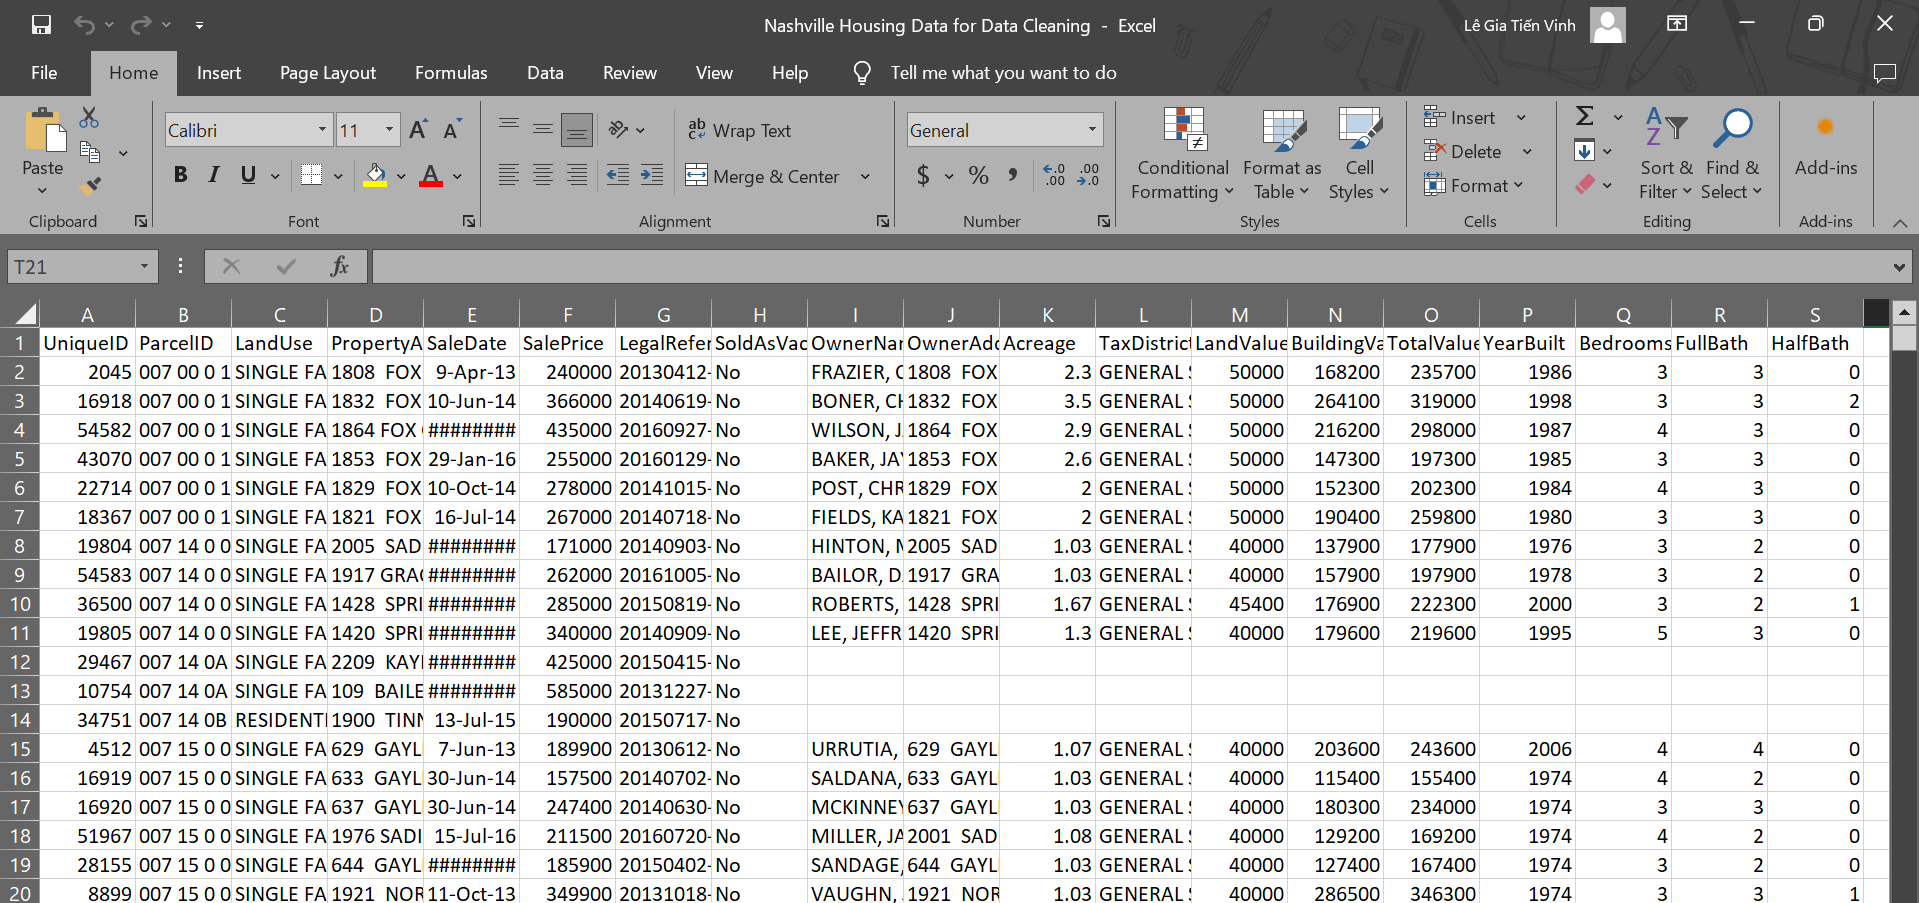 Nashville Housing Data for Data Cleaning - Excel
Lê Gia Tiến Vinh
File Home Insert Page Layout Formulas Data Review View Help Tell me what you want to do
Paste
Clipboard
Calibri 11
B I U A
Font
Wrap Text
Merge & Center
Alignment
General
$ % ,
Number
Conditional Formatting
Format as Table
Cell Styles
Styles
Insert
Delete
Format
Cells
Sort & Filter
Find & Select
Editing
Add-ins
Add-ins
T21 fx
A B C D E F G H I J K L M N O P Q R S
1 UniqueID ParcelID LandUse PropertyA SaleDate SalePrice LegalRefer SoldAsVac OwnerNar OwnerAdd Acreage TaxDistrict LandValue BuildingVa TotalValue YearBuilt Bedrooms FullBath HalfBath
2 2045 007 00 0 1 SINGLE FA 1808 FOX 9-Apr-13 240000 20130412- No FRAZIER, C 1808 FOX 2.3 GENERAL S 50000 168200 235700 1986 3 3 0
3 16918 007 00 0 1 SINGLE FA 1832 FOX 10-Jun-14 366000 20140619- No BONER, CH 1832 FOX 3.5 GENERAL S 50000 264100 319000 1998 3 3 2
4 54582 007 00 0 1 SINGLE FA 1864 FOX ######## 435000 20160927- No WILSON, J 1864 FOX 2.9 GENERAL S 50000 216200 298000 1987 4 3 0
5 43070 007 00 0 1 SINGLE FA 1853 FOX 29-Jan-16 255000 20160129- No BAKER, JAY 1853 FOX 2.6 GENERAL S 50000 147300 197300 1985 3 3 0
6 22714 007 00 0 1 SINGLE FA 1829 FOX 10-Oct-14 278000 20141015- No POST, CHR 1829 FOX 2 GENERAL S 50000 152300 202300 1984 4 3 0
7 18367 007 00 0 1 SINGLE FA 1821 FOX 16-Jul-14 267000 20140718- No FIELDS, KA 1821 FOX 2 GENERAL S 50000 190400 259800 1980 3 3 0
8 19804 007 14 0 0 SINGLE FA 2005 SAD ######## 171000 20140903- No HINTON, M 2005 SAD 1.03 GENERAL S 40000 137900 177900 1976 3 2 0
9 54583 007 14 0 0 SINGLE FA 1917 GRA ######## 262000 20161005- No BAILOR, D 1917 GRA 1.03 GENERAL S 40000 157900 197900 1978 3 2 0
10 36500 007 14 0 0 SINGLE FA 1428 SPRI ######## 285000 20150819- No ROBERTS, 1428 SPRI 1.67 GENERAL S 45400 176900 222300 2000 3 2 1
11 19805 007 14 0 0 SINGLE FA 1420 SPRI ######## 340000 20140909- No LEE, JEFFR 1420 SPRI 1.3 GENERAL S 40000 179600 219600 1995 5 3 0
12 29467 007 14 0A SINGLE FA 2209 KAY ######## 425000 20150415- No
13 10754 007 14 0A SINGLE FA 109 BAILE ######## 585000 20131227- No
14 34751 007 14 0B RESIDENT 1900 TINN 13-Jul-15 190000 20150717- No
15 4512 007 15 0 0 SINGLE FA 629 GAYL 7-Jun-13 189900 20130612- No URRUTIA, 629 GAYL 1.07 GENERAL S 40000 203600 243600 2006 4 4 0
16 16919 007 15 0 0 SINGLE FA 633 GAYL 30-Jun-14 157500 20140702- No SALDANA, 633 GAYL 1.03 GENERAL S 40000 115400 155400 1974 4 2 0
17 16920 007 15 0 0 SINGLE FA 637 GAYL 30-Jun-14 247400 20140630- No MCKINNEY 637 GAYL 1.03 GENERAL S 40000 180300 234000 1974 3 3 0
18 51967 007 15 0 0 SINGLE FA 1976 SADI 15-Jul-16 211500 20160720- No MILLER, JA 2001 SAD 1.08 GENERAL S 40000 129200 169200 1974 4 2 0
19 28155 007 15 0 0 SINGLE FA 644 GAYL ######## 185900 20150402- No SANDAGE, 644 GAYL 1.03 GENERAL S 40000 127400 167400 1974 3 2 0
20 8899 007 15 0 0 SINGLE FA 1921 NOR 11-Oct-13 349900 20131018- No VAUGHN, 1921 NOR 1.03 GENERAL S 40000 286500 346300 1974 3 3 1